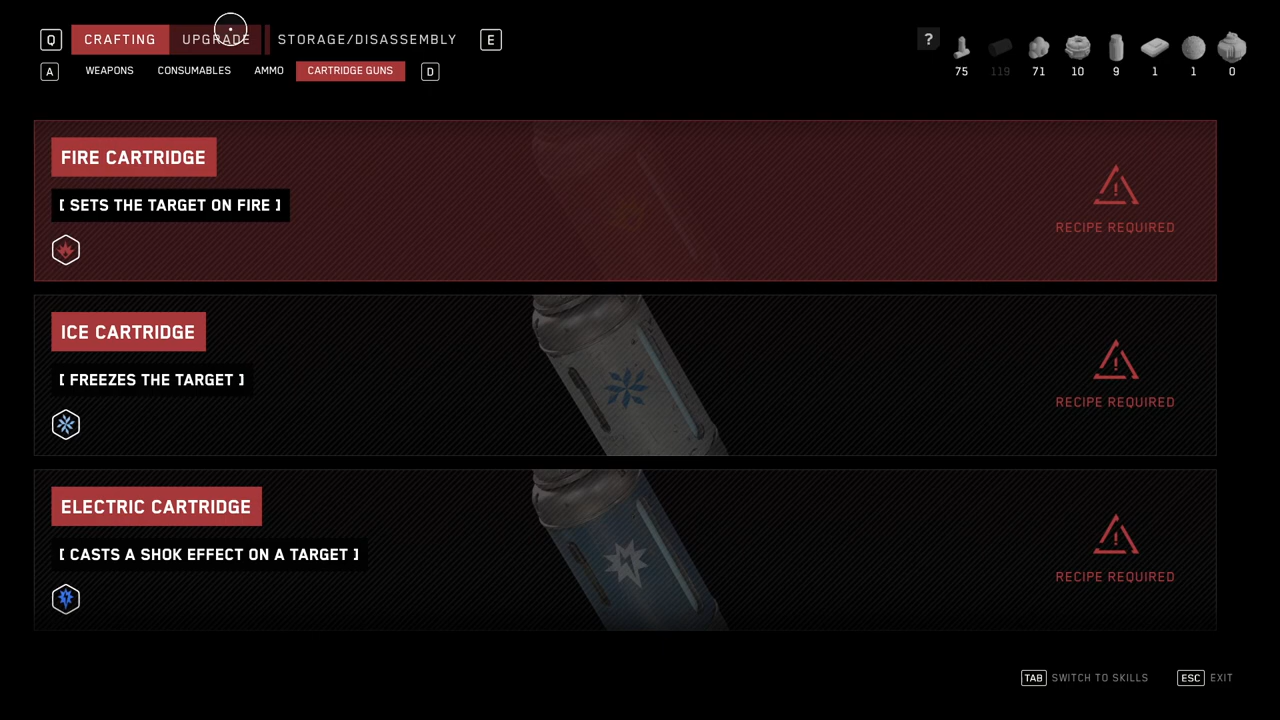 Q CRAFTING UPGRADE STORAGE/DISASSEMBLY E
A WEAPONS CONSUMABLES AMMO CARTRIDGE GUNS D
?
75 119 71 10 9 1 1 0
FIRE CARTRIDGE
[ SETS THE TARGET ON FIRE ]
RECIPE REQUIRED
ICE CARTRIDGE
[ FREEZES THE TARGET ]
RECIPE REQUIRED
ELECTRIC CARTRIDGE
[ CASTS A SHOK EFFECT ON A TARGET ]
RECIPE REQUIRED
TAB SWITCH TO SKILLS ESC EXIT